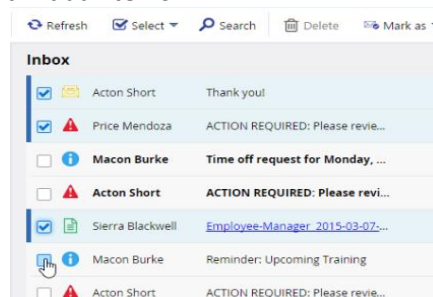 Refresh Select Search Delete Mark as
Inbox
Acton Short Thank you!
Price Mendoza ACTION REQUIRED: Please revie...
Macon Burke Time off request for Monday, ...
Acton Short ACTION REQUIRED: Please revi...
Sierra Blackwell Employee-Manager_2015-03-07-...
Macon Burke Reminder: Upcoming Training
Acton Short ACTION REQUIRED: Please revie...